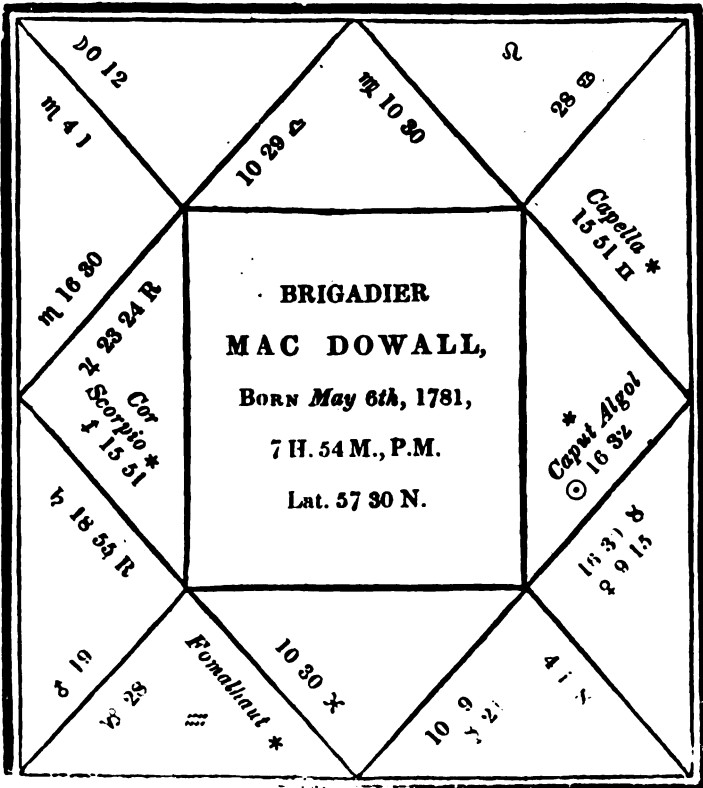 ☽ 0 12
♏ 4 1
10 29 ♎
♍ 10 30
♌
28 ♋
Capella *
15 51 ♊
♏ 16 30
♃ 23 24 R
Cor
Scorpio *
♐ 15 51
BRIGADIER
MAC DOWALL,
BORN May 6th, 1781,
7 H. 54 M., P.M.
Lat. 57 30 N.
*
Caput Algol
☉ 16 32
♄ 18 55 R
♀ 9 15
♂ 19
♑ 28
♒
Fomalhaut *
10 30 ♓